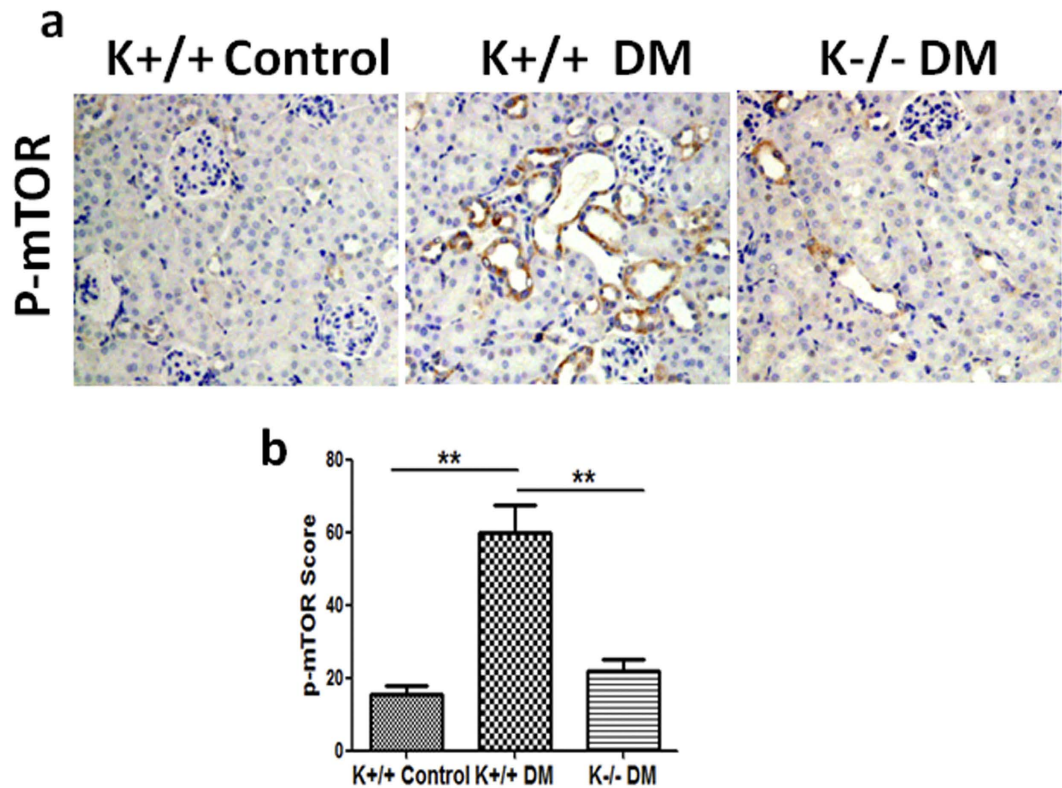 a
K+/+ Control
K+/+ DM
K-/- DM
P-mTOR
b
p-mTOR Score
80
60
40
20
0
**
**
K+/+ Control
K+/+ DM
K-/- DM